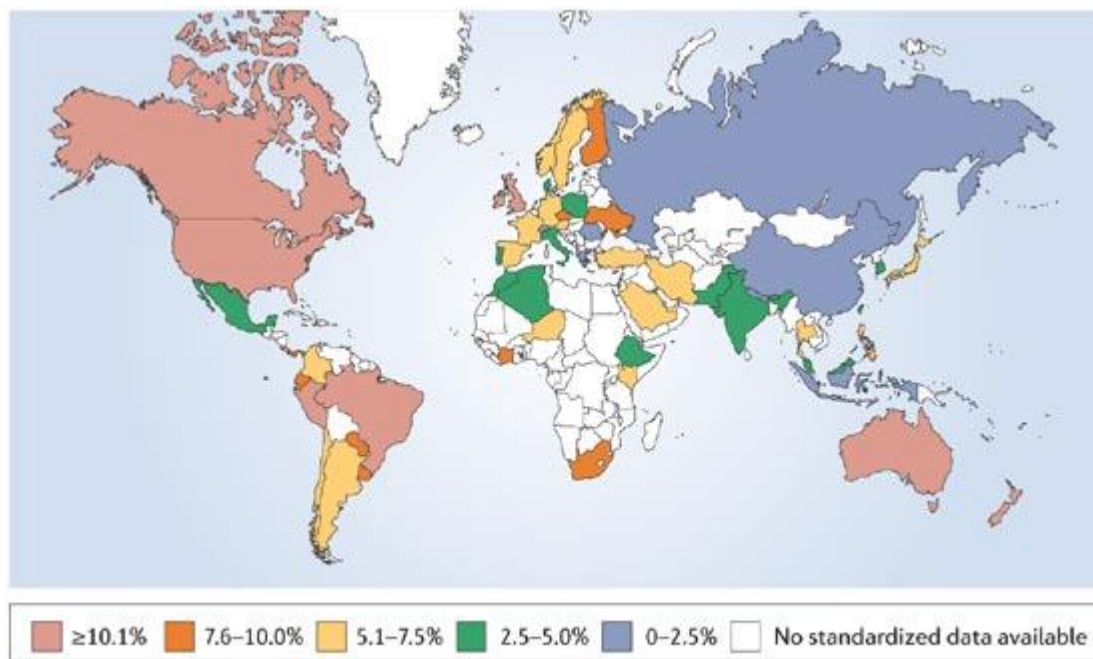 ≥10.1% 7.6–10.0% 5.1–7.5% 2.5–5.0% 0–2.5% No standardized data available